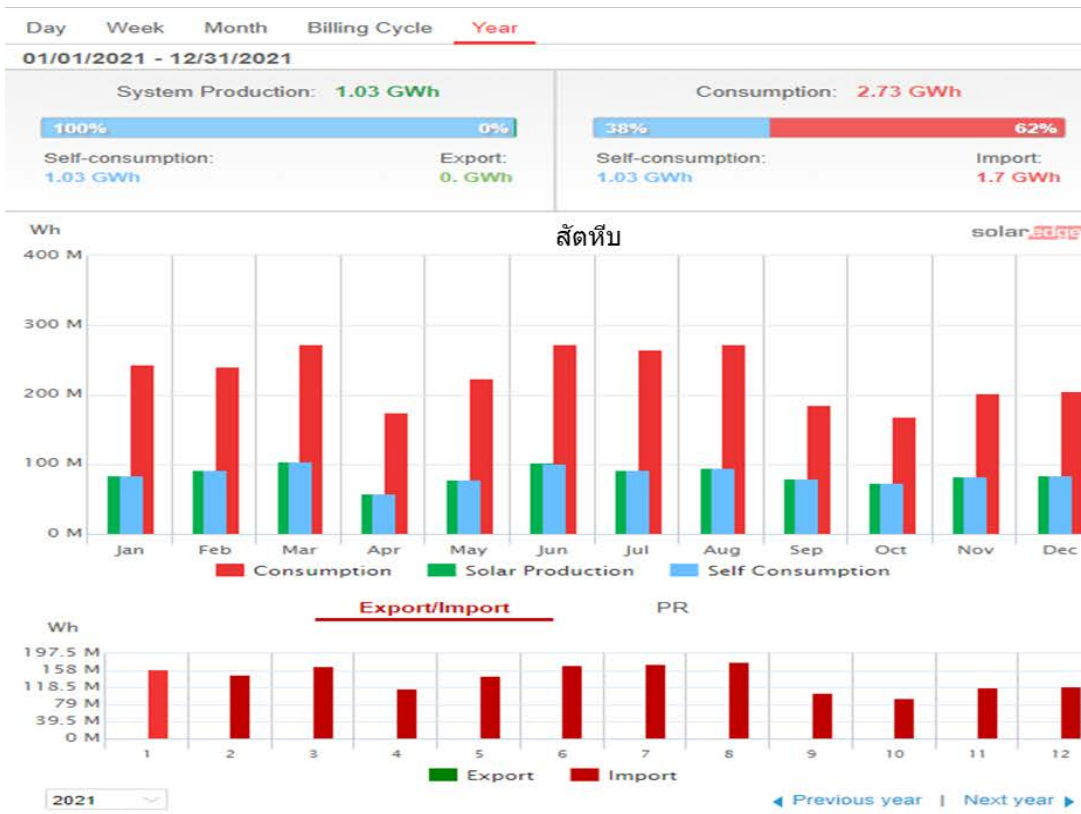 Day Week Month Billing Cycle Year
01/01/2021 - 12/31/2021
System Production: 1.03 GWh
100% 0%
Self-consumption: Export:
1.03 GWh 0. GWh
Consumption: 2.73 GWh
38% 62%
Self-consumption: Import:
1.03 GWh 1.7 GWh
Wh สัตหีบ solaredge
400 M
300 M
200 M
100 M
0 M
Jan Feb Mar Apr May Jun Jul Aug Sep Oct Nov Dec
Consumption Solar Production Self Consumption
Export/Import PR
Wh
197.5 M
158 M
118.5 M
79 M
39.5 M
0 M
1 2 3 4 5 6 7 8 9 10 11 12
Export Import
2021 Previous year | Next year